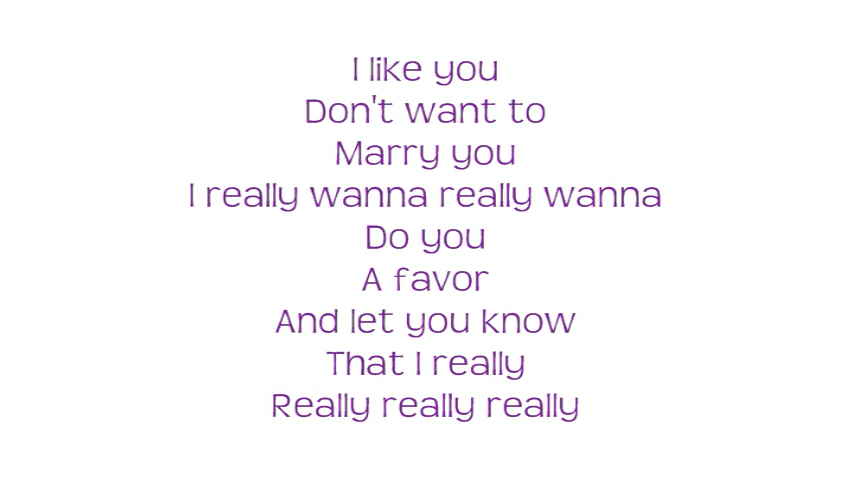 I like you
Don't want to
Marry you
I really wanna really wanna
Do you
A favor
And let you know
That I really
Really really really